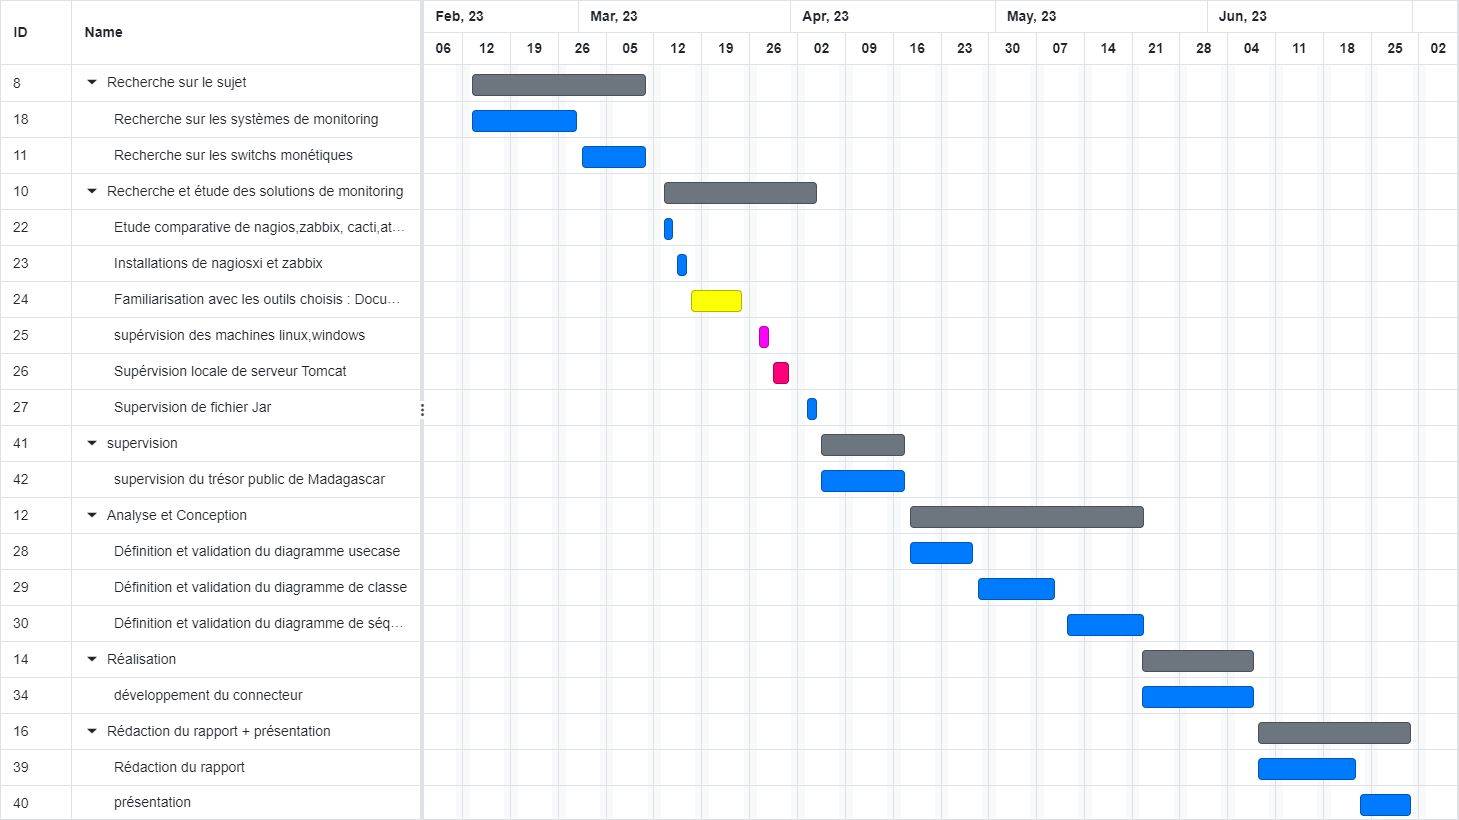 ID Name Feb, 23 Mar, 23 Apr, 23 May, 23 Jun, 23
06 12 19 26 05 12 19 26 02 09 16 23 30 07 14 21 28 04 11 18 25 02
8 Recherche sur le sujet
18 Recherche sur les systèmes de monitoring
11 Recherche sur les switchs monétiques
10 Recherche et étude des solutions de monitoring
22 Etude comparative de nagios,zabbix, cacti,at...
23 Installations de nagiosxi et zabbix
24 Familiarisation avec les outils choisis : Docu...
25 supérvision des machines linux,windows
26 Supérvision locale de serveur Tomcat
27 Supervision de fichier Jar
41 supervision
42 supervision du trésor public de Madagascar
12 Analyse et Conception
28 Définition et validation du diagramme usecase
29 Définition et validation du diagramme de classe
30 Définition et validation du diagramme de séq...
14 Réalisation
34 développement du connecteur
16 Rédaction du rapport + présentation
39 Rédaction du rapport
40 présentation